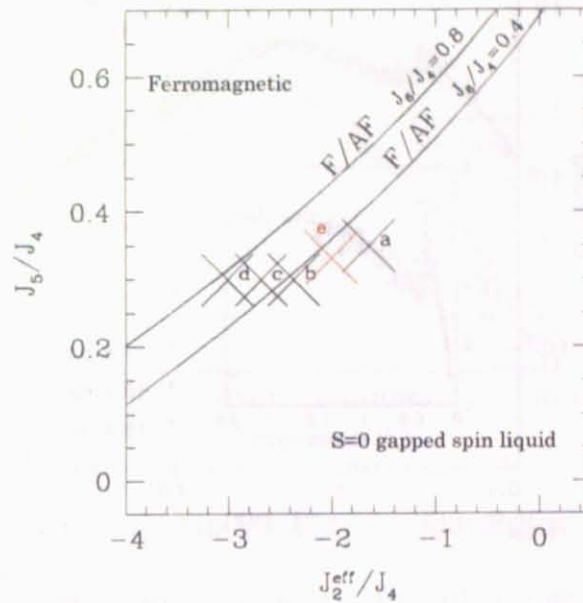 Ferromagnetic
J₆/J₄=0.8
J₆/J₄=0.4
F/AF
F/AF
0.6
0.4
0.2
0
J₅/J₄
e
a
d
c
b
S=0 gapped spin liquid
−4
−3
−2
−1
0
J₂ᵉᶠᶠ/J₄